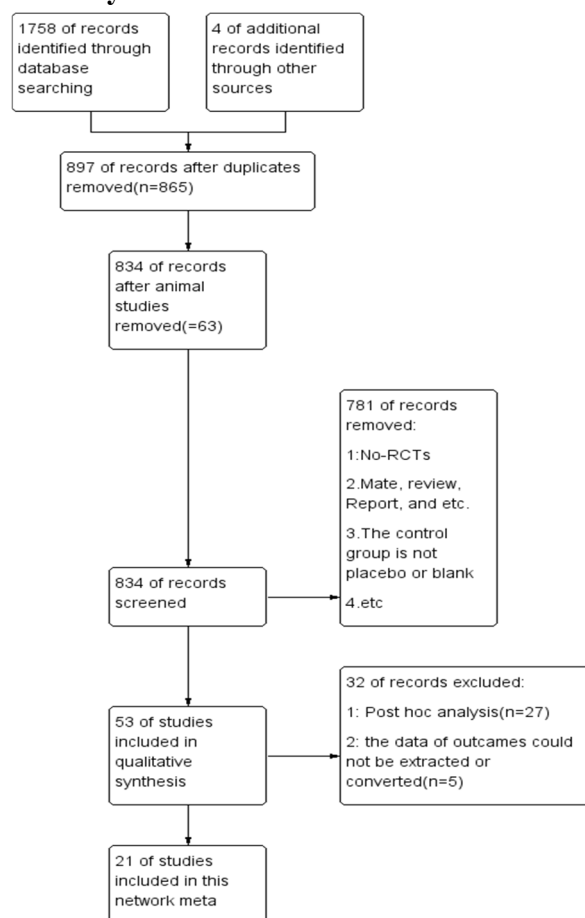 1758 of records
identified through
database
searching
4 of additional
records identified
through other
sources
897 of records after duplicates
removed(n=865)
834 of records
after animal
studies
removed(=63)
781 of records
removed:
1:No-RCTs
2.Mate, review,
Report, and etc.
3.The control
group is not
placebo or blank
4.etc
834 of records
screened
32 of records excluded:
1: Post hoc analysis(n=27)
2: the data of outcames could
not be extracted or
converted(n=5)
53 of studies
included in
qualitative
synthesis
21 of studies
included in this
network meta